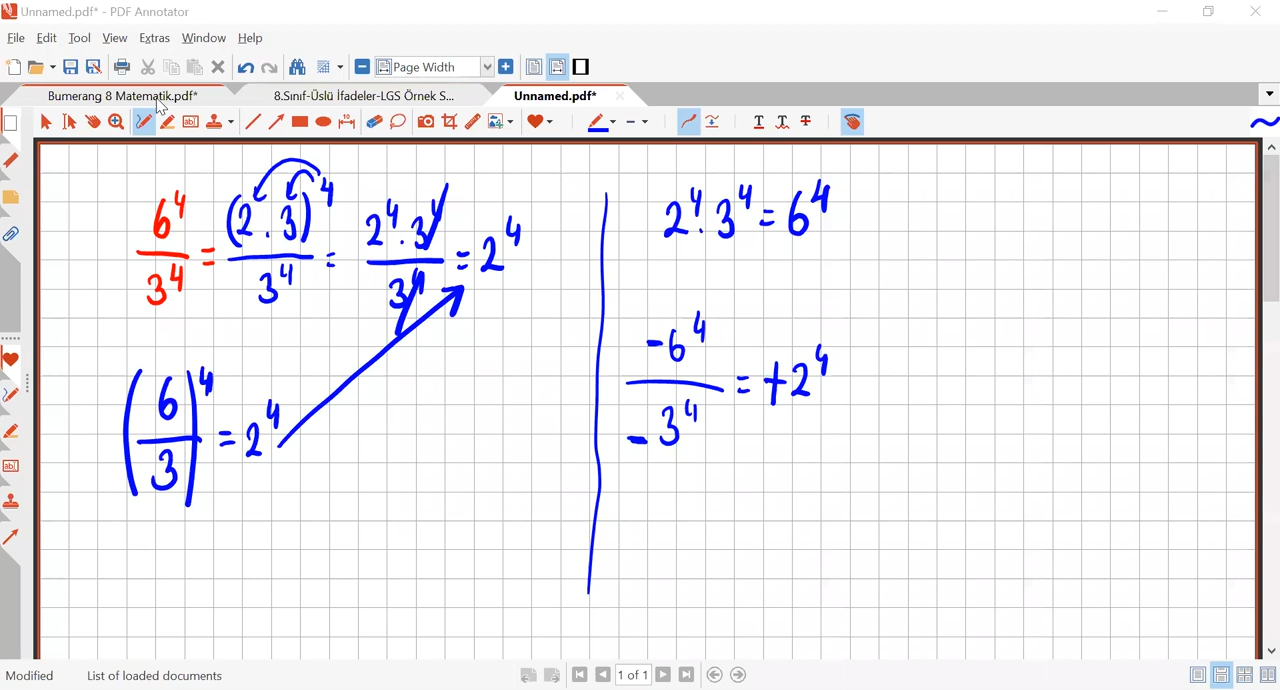 Unnamed.pdf* - PDF Annotator
File Edit Tool View Extras Window Help
Page Width
Bumerang 8 Matematik.pdf* 8.Sınıf-Üslü İfadeler-LGS Örnek S... Unnamed.pdf*
6⁴/3⁴ = (2.3)⁴/3⁴ = 2⁴.3⁴/3⁴ = 2⁴
(6/3)⁴ = 2⁴
2⁴.3⁴ = 6⁴
-6⁴/-3⁴ = +2⁴
Modified List of loaded documents
1 of 1